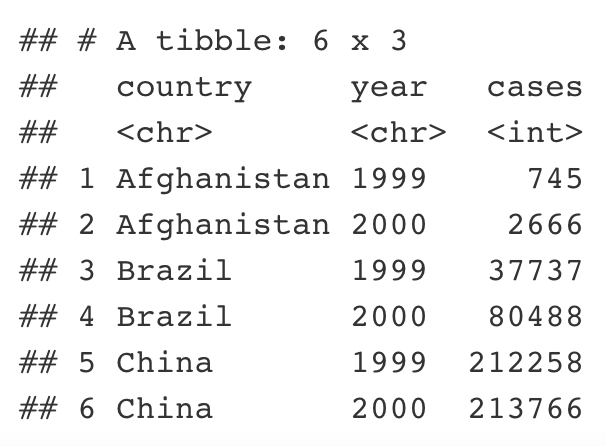 ## # A tibble: 6 x 3
##   country     year   cases
##   <chr>       <chr>  <int>
## 1 Afghanistan 1999     745
## 2 Afghanistan 2000    2666
## 3 Brazil      1999   37737
## 4 Brazil      2000   80488
## 5 China       1999  212258
## 6 China       2000  213766